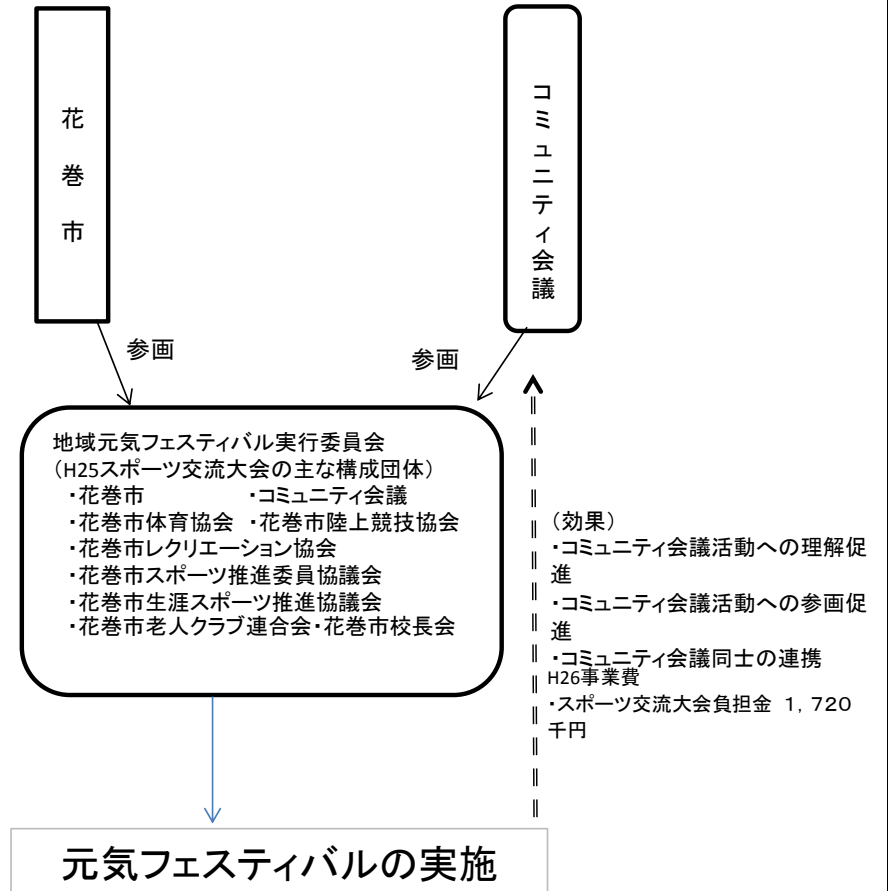 花巻市
コミュニティ会議
参画
参画
地域元気フェスティバル実行委員会
（H25スポーツ交流大会の主な構成団体）
・花巻市　　　　　・コミュニティ会議
・花巻市体育協会　・花巻市陸上競技協会
・花巻市レクリエーション協会
・花巻市スポーツ推進委員協議会
・花巻市生涯スポーツ推進協議会
・花巻市老人クラブ連合会・花巻市校長会
（効果）
・コミュニティ会議活動への理解促
進
・コミュニティ会議活動への参画促
進
・コミュニティ会議同士の連携
H26事業費
・スポーツ交流大会負担金　１，７２０
千円
元気フェスティバルの実施